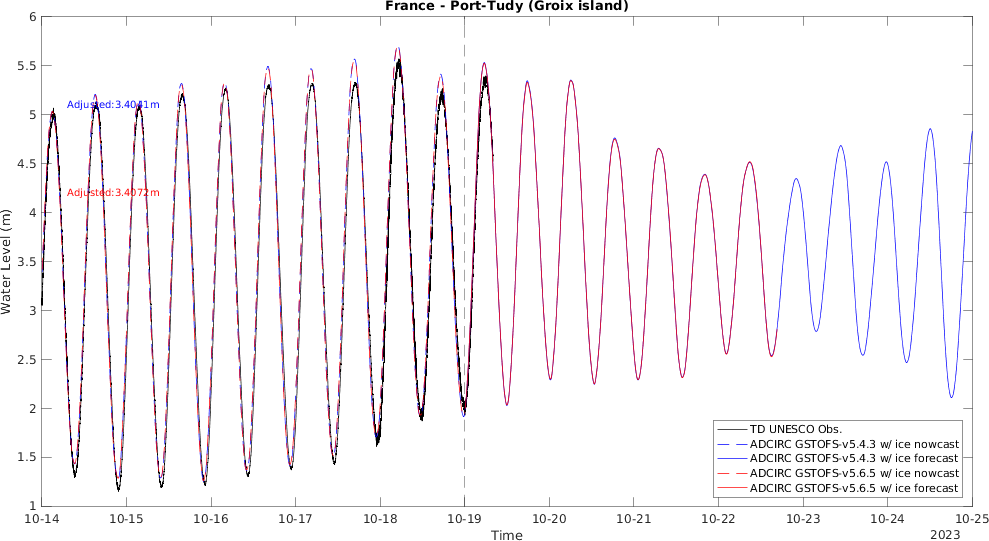 France - Port-Tudy (Groix island)
6
5.5
5
4.5
4
3.5
3
2.5
2
1.5
1
Water Level (m)
Adjusted:3.4041m
Adjusted:3.4072m
TD UNESCO Obs.
ADCIRC GSTOFS-v5.4.3 w/ ice nowcast
ADCIRC GSTOFS-v5.4.3 w/ ice forecast
ADCIRC GSTOFS-v5.6.5 w/ ice nowcast
ADCIRC GSTOFS-v5.6.5 w/ ice forecast
10-14 10-15 10-16 10-17 10-18 10-19 10-20 10-21 10-22 10-23 10-24 10-25
Time
2023